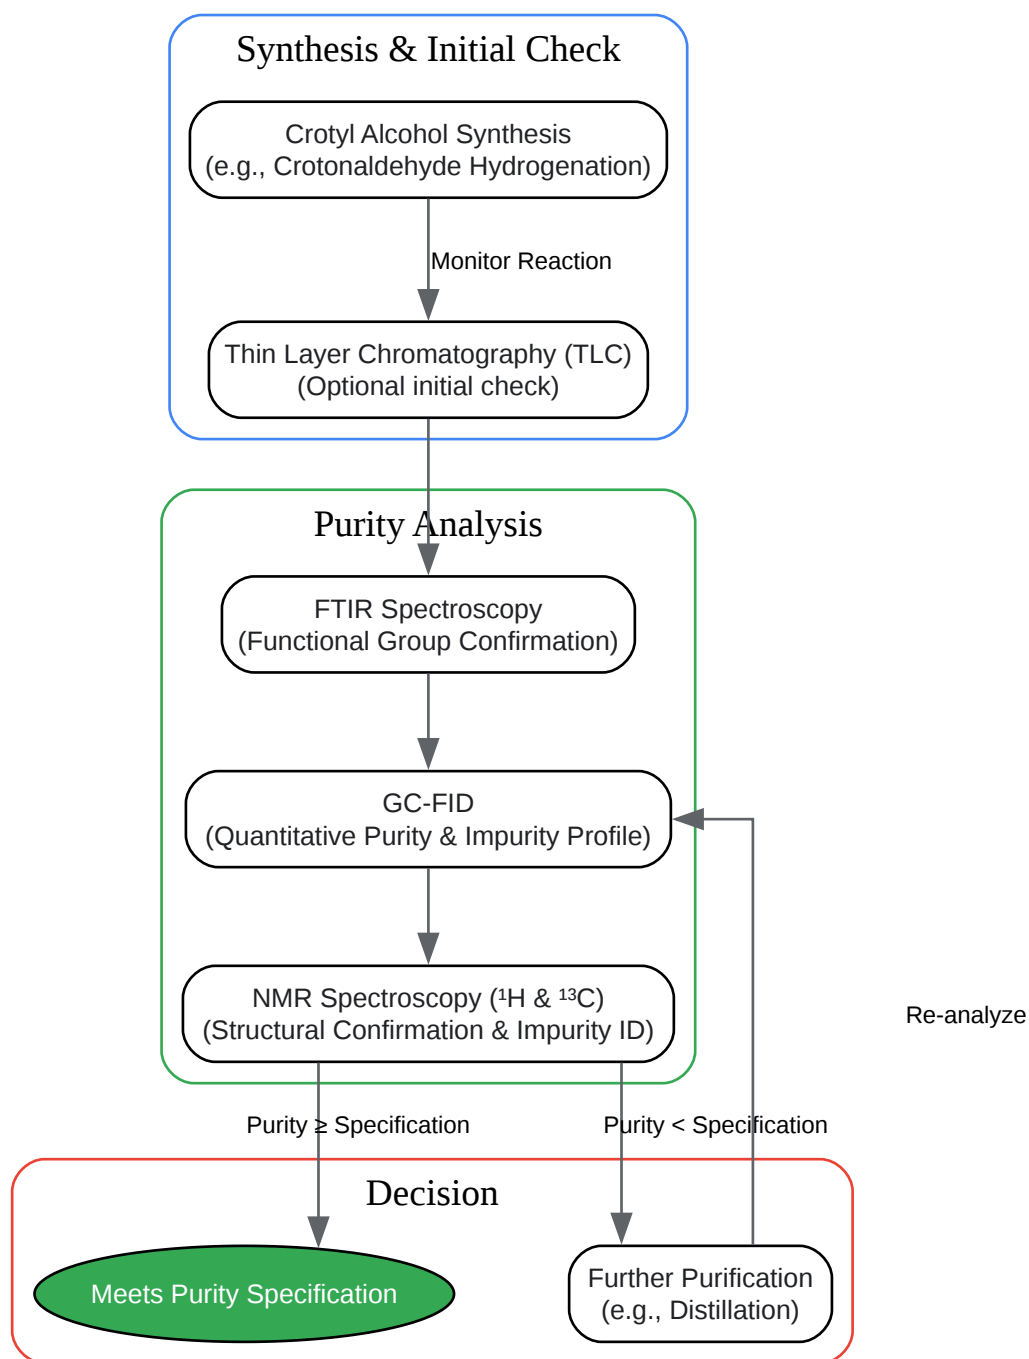 Synthesis & Initial Check
Crotyl Alcohol Synthesis
(e.g., Crotonaldehyde Hydrogenation)
Monitor Reaction
Thin Layer Chromatography (TLC)
(Optional initial check)
Purity Analysis
FTIR Spectroscopy
(Functional Group Confirmation)
GC-FID
(Quantitative Purity & Impurity Profile)
NMR Spectroscopy (¹H & ¹³C)
(Structural Confirmation & Impurity ID)
Re-analyze
Purity ≥ Specification
Purity < Specification
Decision
Meets Purity Specification
Further Purification
(e.g., Distillation)